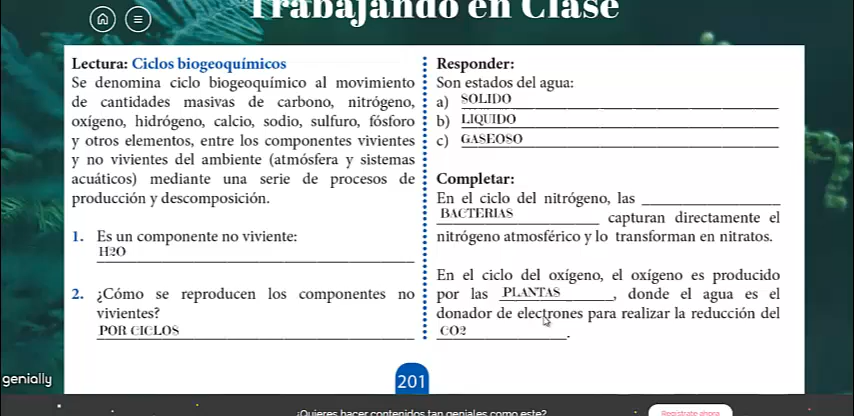 Trabajando en Clase
Lectura: Ciclos biogeoquímicos
Se denomina ciclo biogeoquímico al movimiento
de cantidades masivas de carbono, nitrógeno,
oxígeno, hidrógeno, calcio, sodio, sulfuro, fósforo
y otros elementos, entre los componentes vivientes
y no vivientes del ambiente (atmósfera y sistemas
acuáticos) mediante una serie de procesos de
producción y descomposición.
1. Es un componente no viviente:
H2O
2. ¿Cómo se reproducen los componentes no
vivientes?
POR CICLOS
Responder:
Son estados del agua:
a) SOLIDO
b) LIQUIDO
c) GASEOSO
Completar:
En el ciclo del nitrógeno, las
BACTERIAS capturan directamente el
nitrógeno atmosférico y lo transforman en nitratos.
En el ciclo del oxígeno, el oxígeno es producido
por las PLANTAS, donde el agua es el
donador de electrones para realizar la reducción del
CO2.
genially
201
¿Quieres hacer contenidos tan geniales como este?
Regístrate ahora